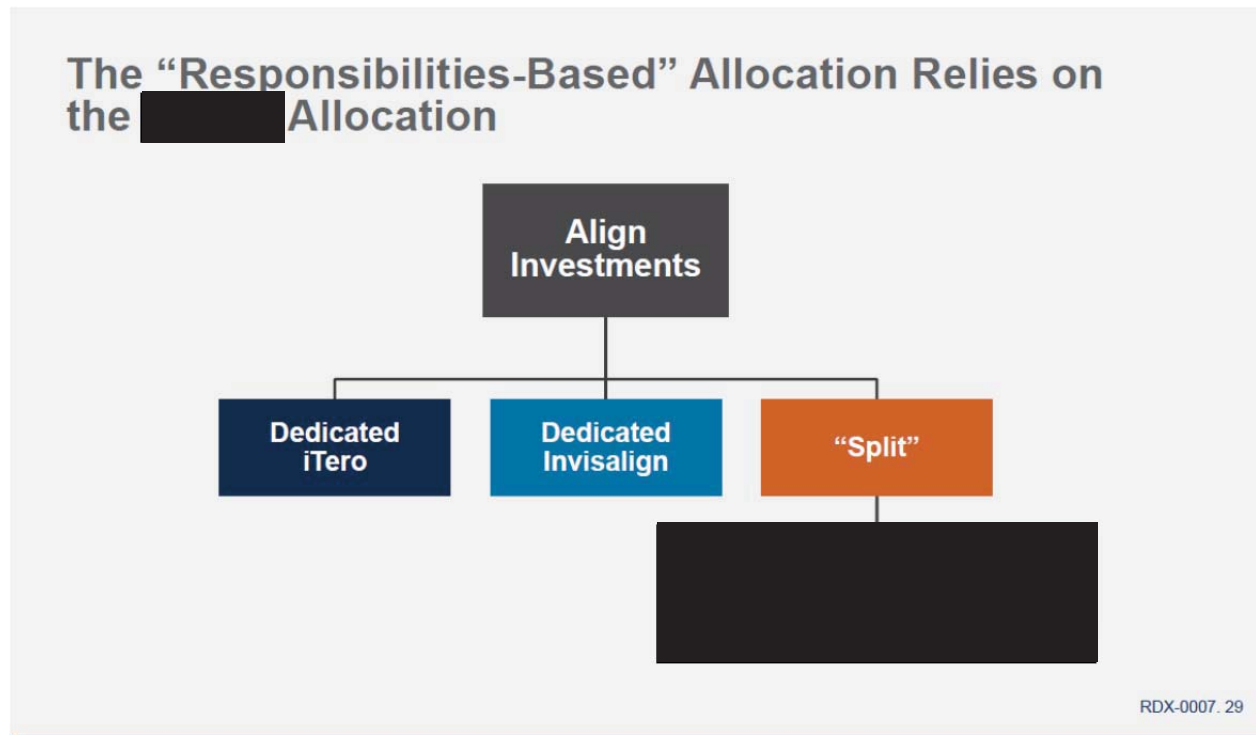 The “Responsibilities-Based” Allocation Relies on
the Allocation
Align
Investments
Dedicated
iTero
Dedicated
Invisalign
“Split”
RDX-0007. 29